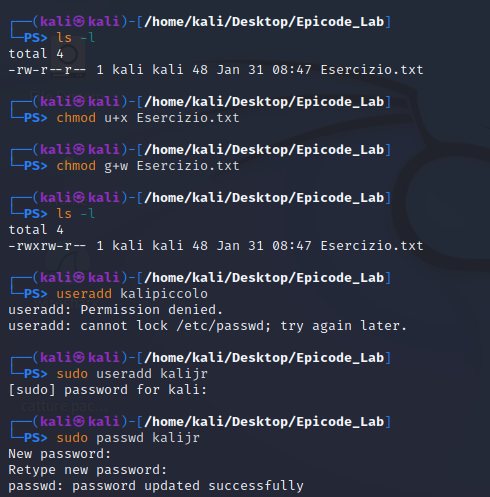 ┌──(kali㉿kali)-[/home/kali/Desktop/Epicode_Lab]
└─PS> ls -l
total 4
-rw-r--r-- 1 kali kali 48 Jan 31 08:47 Esercizio.txt
┌──(kali㉿kali)-[/home/kali/Desktop/Epicode_Lab]
└─PS> chmod u+x Esercizio.txt
┌──(kali㉿kali)-[/home/kali/Desktop/Epicode_Lab]
└─PS> chmod g+w Esercizio.txt
┌──(kali㉿kali)-[/home/kali/Desktop/Epicode_Lab]
└─PS> ls -l
total 4
-rwxrw-r-- 1 kali kali 48 Jan 31 08:47 Esercizio.txt
┌──(kali㉿kali)-[/home/kali/Desktop/Epicode_Lab]
└─PS> useradd kalipiccolo
useradd: Permission denied.
useradd: cannot lock /etc/passwd; try again later.
┌──(kali㉿kali)-[/home/kali/Desktop/Epicode_Lab]
└─PS> sudo useradd kalijr
[sudo] password for kali:
┌──(kali㉿kali)-[/home/kali/Desktop/Epicode_Lab]
└─PS> sudo passwd kalijr
New password:
Retype new password:
passwd: password updated successfully